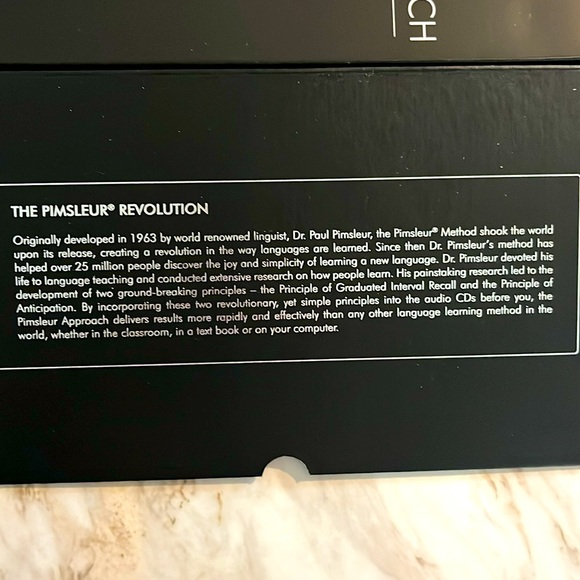 CH
THE PIMSLEUR® REVOLUTION
Originally developed in 1963 by world renowned linguist, Dr. Paul Pimsleur, the Pimsleur® Method shook the world
upon its release, creating a revolution in the way languages are learned. Since then Dr. Pimsleur's method has
helped over 25 million people discover the joy and simplicity of learning a new language. Dr. Pimsleur devoted his
life to language teaching and conducted extensive research on how people learn. His painstaking research led to the
development of two ground-breaking principles – the Principle of Graduated Interval Recall and the Principle of
Anticipation. By incorporating these two revolutionary, yet simple principles into the audio CDs before you, the
Pimsleur Approach delivers results more rapidly and effectively than any other language learning method in the
world, whether in the classroom, in a text book or on your computer.